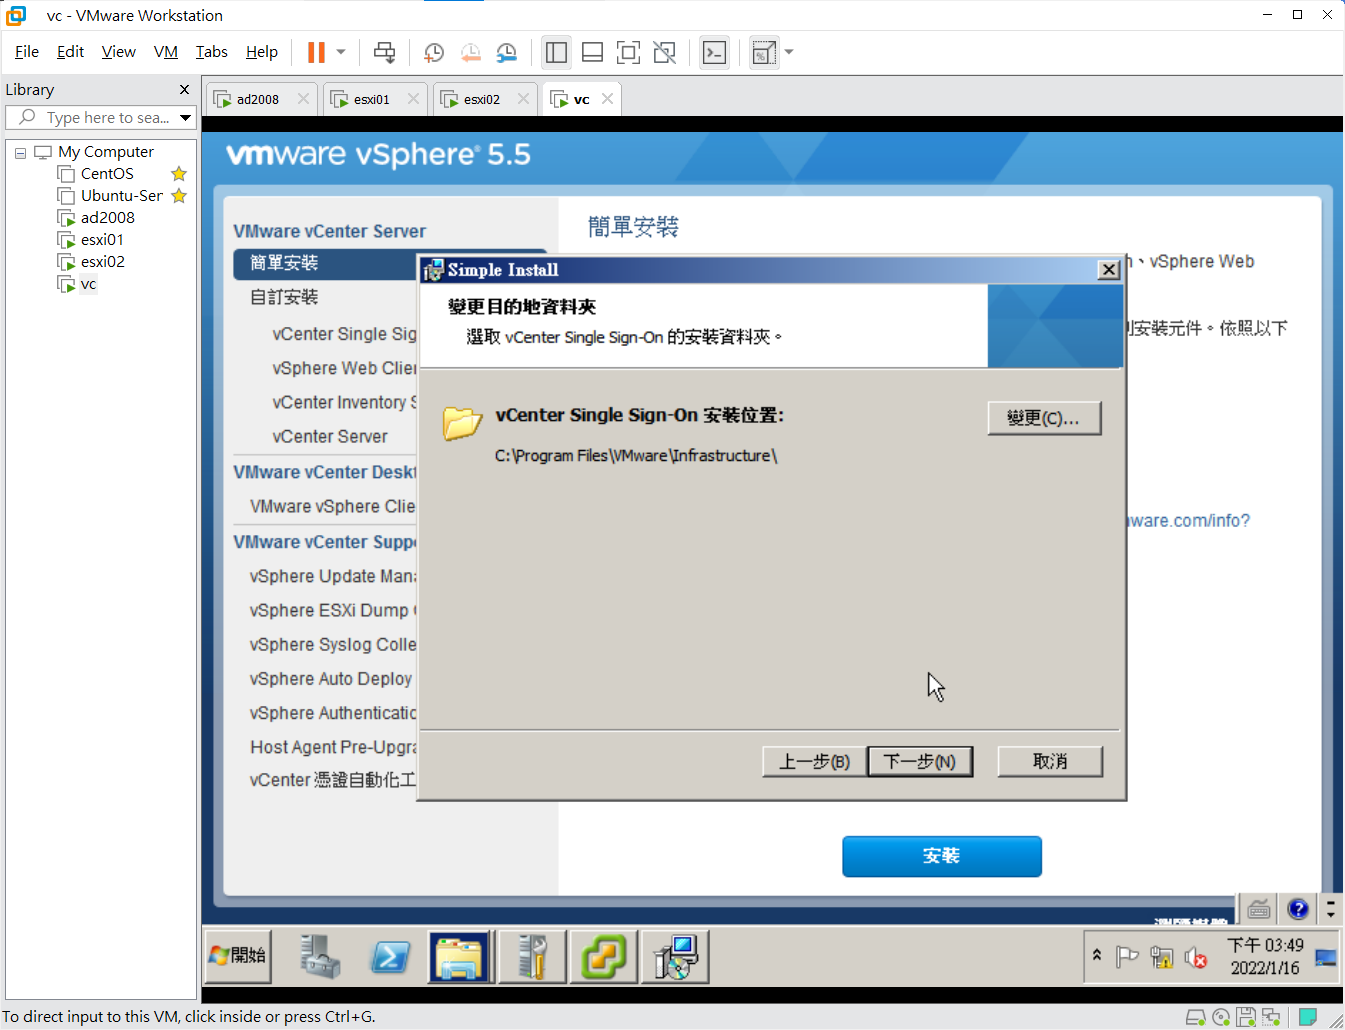 vc - VMware Workstation
File Edit View VM Tabs Help
Library
Type here to sea...
My Computer
CentOS
Ubuntu-Ser
ad2008
esxi01
esxi02
vc
ad2008
esxi01
esxi02
vc
vmware vSphere® 5.5
VMware vCenter Server
簡單安裝
自訂安裝
vCenter Single Sig
vSphere Web Clie
vCenter Inventory S
vCenter Server
VMware vCenter Deskt
VMware vSphere Clie
VMware vCenter Supp
vSphere Update Man
vSphere ESXi Dump
vSphere Syslog Colle
vSphere Auto Deploy
vSphere Authenticatio
Host Agent Pre-Upgra
vCenter 憑證自動化工
簡單安裝
、vSphere Web
安裝元件。依照以下
ware.com/info?
Simple Install
變更目的地資料夾
選取 vCenter Single Sign-On 的安裝資料夾。
vCenter Single Sign-On 安裝位置:
變更(C)...
C:\Program Files\VMware\Infrastructure\
上一步(B)
下一步(N)
取消
安裝
開始
下午 03:49
2022/1/16
To direct input to this VM, click inside or press Ctrl+G.